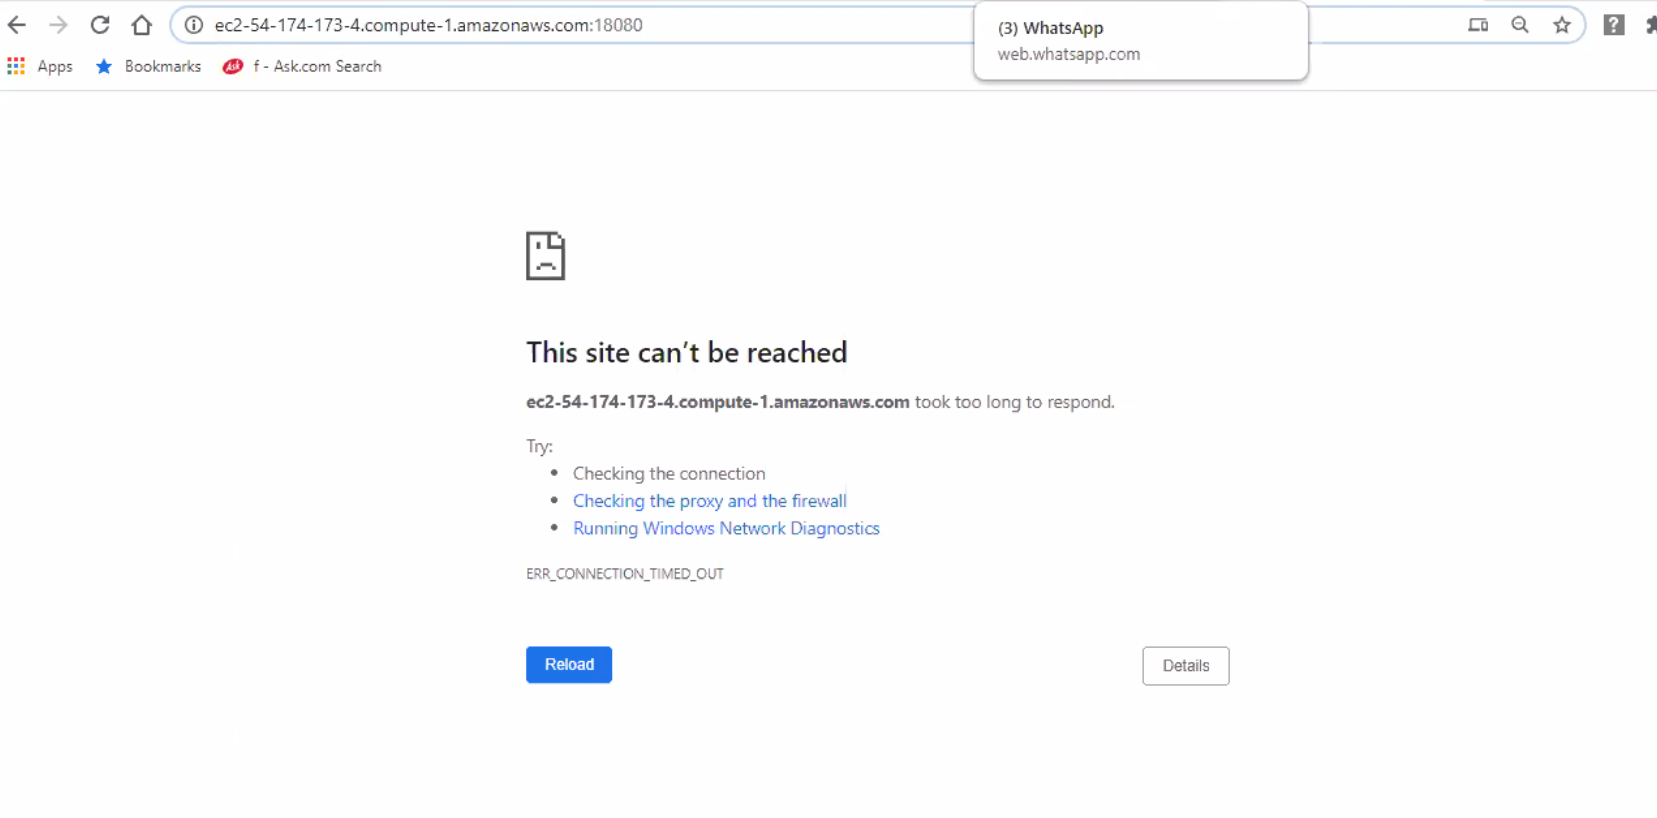 ec2-54-174-173-4.compute-1.amazonaws.com:18080
(3) WhatsApp
web.whatsapp.com
?
Apps
Bookmarks
Ask
f - Ask.com Search
This site can't be reached
ec2-54-174-173-4.compute-1.amazonaws.com took too long to respond.
Try:
• Checking the connection
• Checking the proxy and the firewall
• Running Windows Network Diagnostics
ERR_CONNECTION_TIMED_OUT
Reload
Details